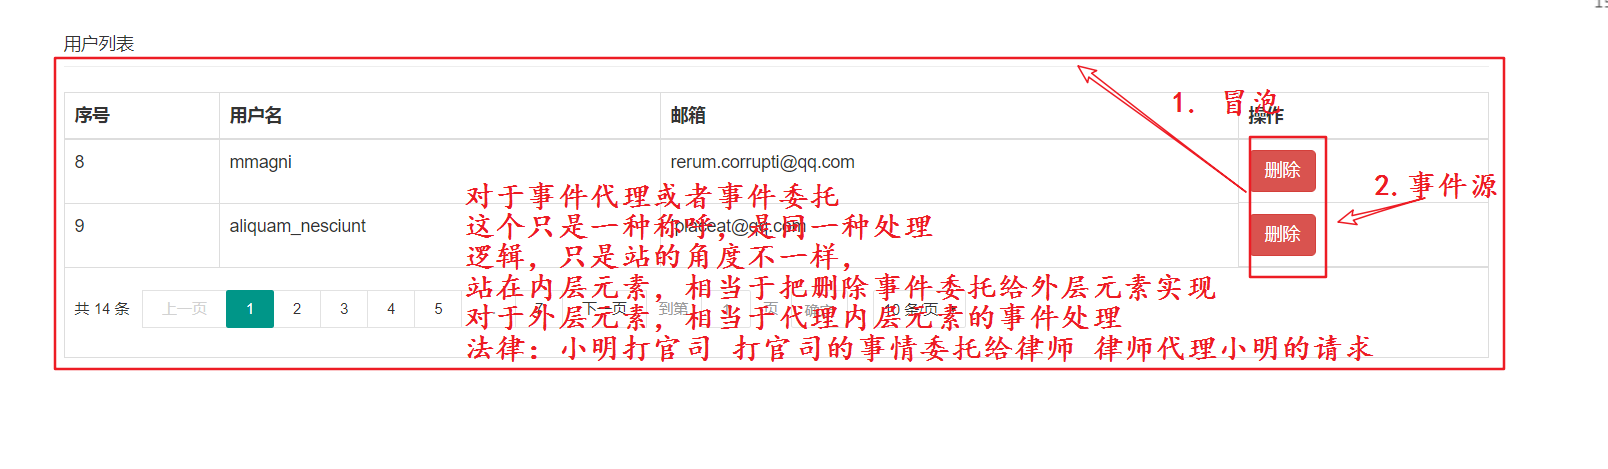 用户列表
序号 用户名 邮箱 操作
1. 冒泡
8 mmagni rerum.corrupti@qq.com 删除
2.事件源
9 aliquam_nesciunt 删除
对于事件代理或者事件委托
这个只是一种称呼，是同一种处理
逻辑，只是站的角度不一样，
站在内层元素，相当于把删除事件委托给外层元素实现
对于外层元素，相当于代理内层元素的事件处理
法律：小明打官司 打官司的事情委托给律师 律师代理小明的请求
共 14 条 上一页 1 2 3 4 5 7 下一页 到第 1 页 确定 10 条/页